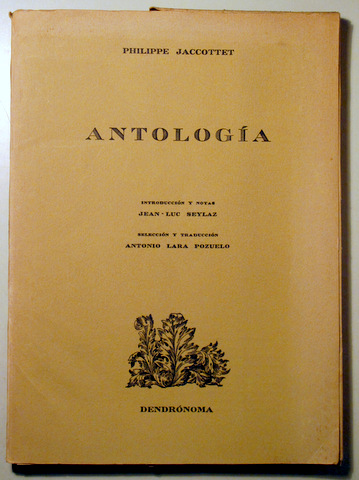 PHILIPPE JACCOTTET
ANTOLOGÍA
INTRODUCCIÓN Y NOTAS
JEAN-LUC SEYLAZ
SELECCIÓN Y TRADUCCIÓN
ANTONIO LARA POZUELO
DENDRÓNOMA